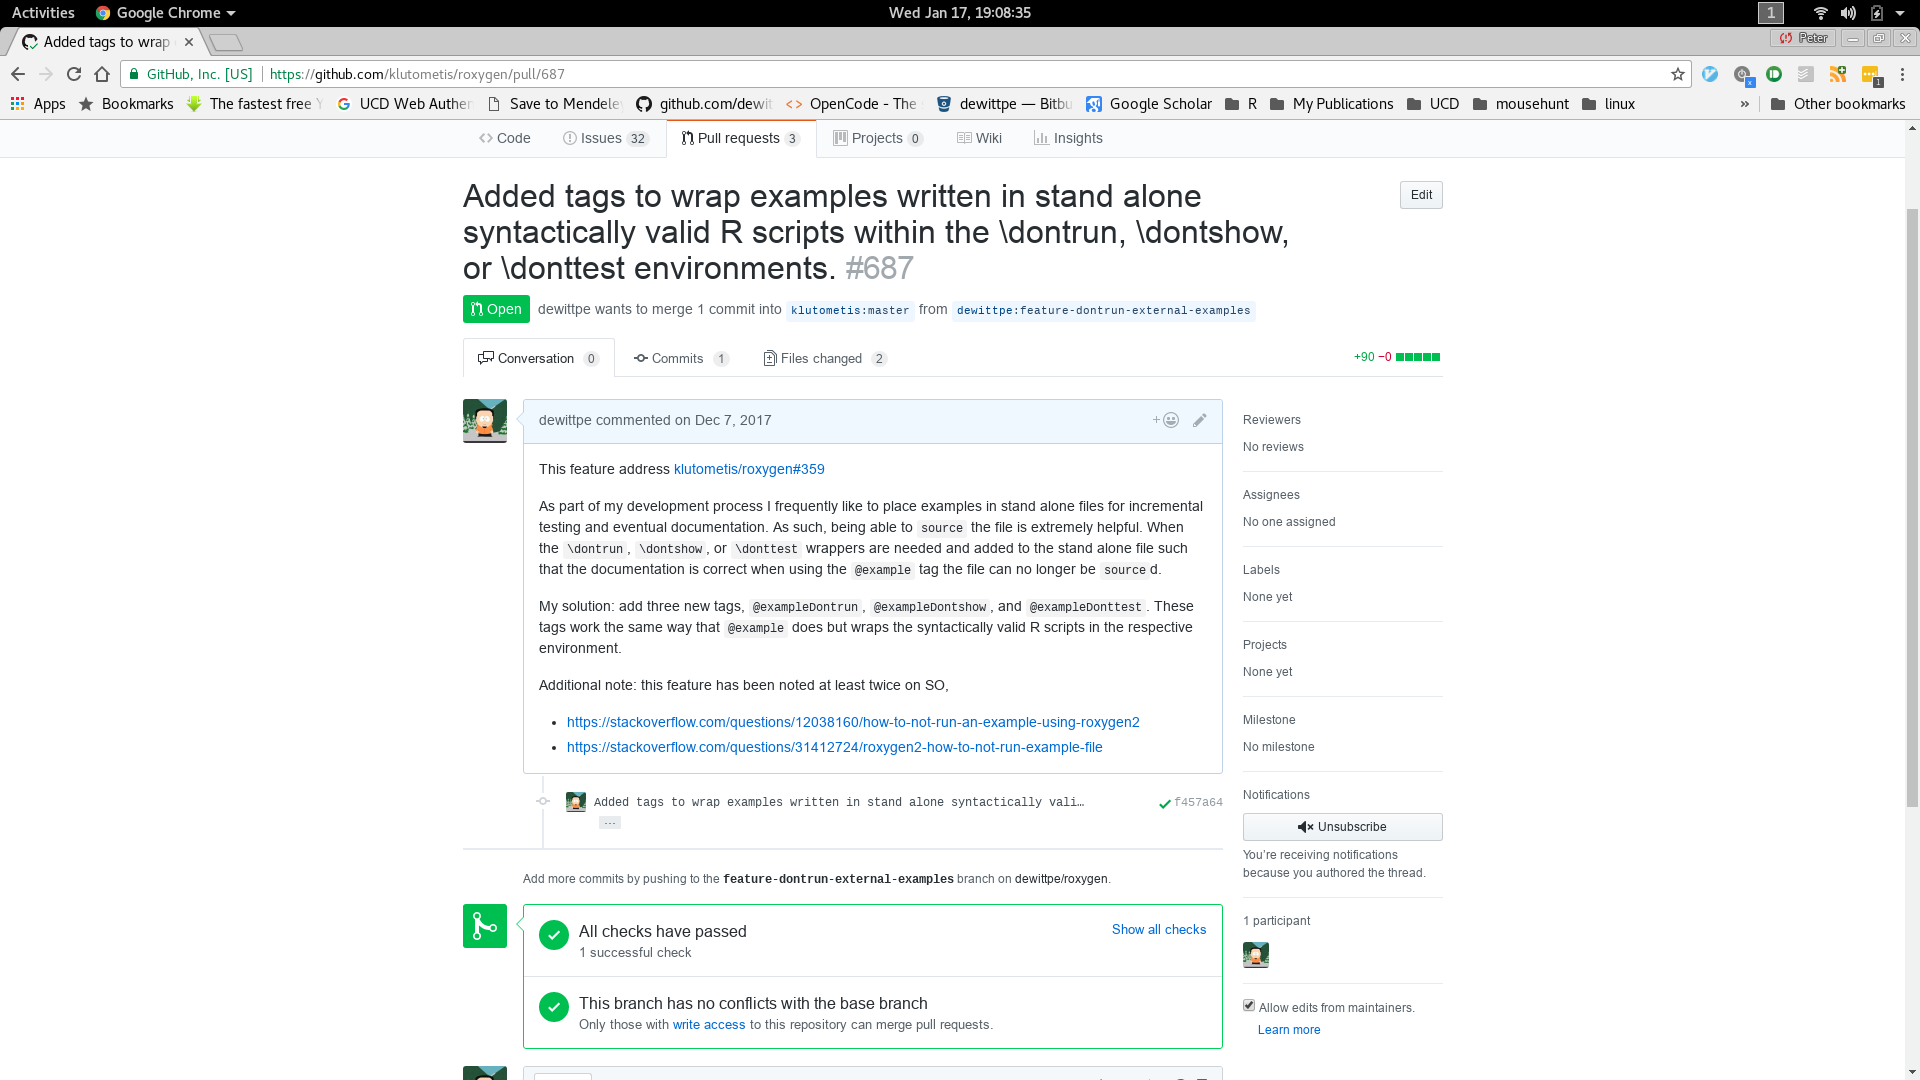 Activities Google Chrome Wed Jan 17, 19:08:35 1
Added tags to wrap Peter
GitHub, Inc. [US] https://github.com/klutometis/roxygen/pull/687
Apps Bookmarks The fastest free UCD Web Auther Save to Mendeley github.com/dewit OpenCode - The dewittpe — Bitbu Google Scholar R My Publications UCD mousehunt linux » Other bookmarks
Code Issues 32 Pull requests 3 Projects 0 Wiki Insights
Added tags to wrap examples written in stand alone
syntactically valid R scripts within the \dontrun, \dontshow,
or \donttest environments. #687
Edit
Open dewittpe wants to merge 1 commit into klutometis:master from dewittpe:feature-dontrun-external-examples
Conversation 0 Commits 1 Files changed 2 +90 −0
dewittpe commented on Dec 7, 2017
This feature address klutometis/roxygen#359
As part of my development process I frequently like to place examples in stand alone files for incremental
testing and eventual documentation. As such, being able to source the file is extremely helpful. When
the \dontrun, \dontshow, or \donttest wrappers are needed and added to the stand alone file such
that the documentation is correct when using the @example tag the file can no longer be sourced.
My solution: add three new tags, @exampleDontrun, @exampleDontshow, and @exampleDonttest. These
tags work the same way that @example does but wraps the syntactically valid R scripts in the respective
environment.
Additional note: this feature has been noted at least twice on SO,
• https://stackoverflow.com/questions/12038160/how-to-not-run-an-example-using-roxygen2
• https://stackoverflow.com/questions/31412724/roxygen2-how-to-not-run-example-file
Added tags to wrap examples written in stand alone syntactically vali… f457a64
…
Add more commits by pushing to the feature-dontrun-external-examples branch on dewittpe/roxygen.
All checks have passed
1 successful check
Show all checks
This branch has no conflicts with the base branch
Only those with write access to this repository can merge pull requests.
Reviewers
No reviews
Assignees
No one assigned
Labels
None yet
Projects
None yet
Milestone
No milestone
Notifications
Unsubscribe
You're receiving notifications
because you authored the thread.
1 participant
Allow edits from maintainers.
Learn more